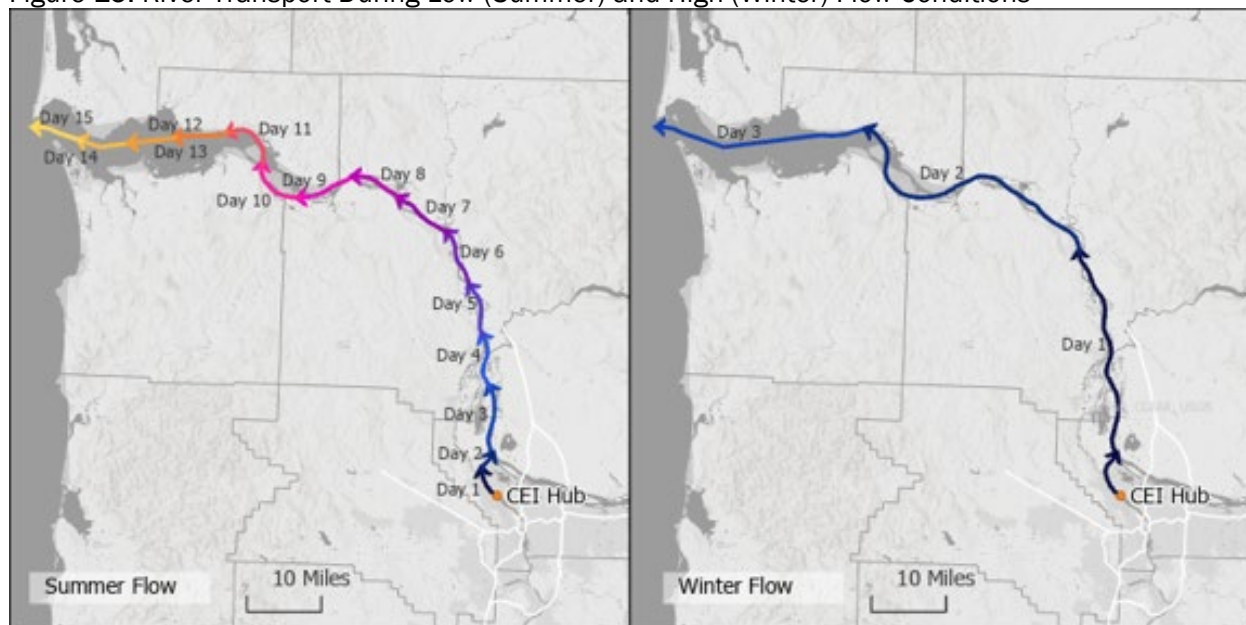 Figure 28. River Transport During Low (Summer) and High (Winter) Flow Conditions
Day 15
Day 12
Day 11
Day 14
Day 13
Day 9
Day 8
Day 10
Day 7
Day 6
Day 5
Day 4
Day 3
Day 2
Day 1
CEI Hub
Summer Flow
10 Miles
Day 3
Day 2
Day 1
CEI Hub
Winter Flow
10 Miles